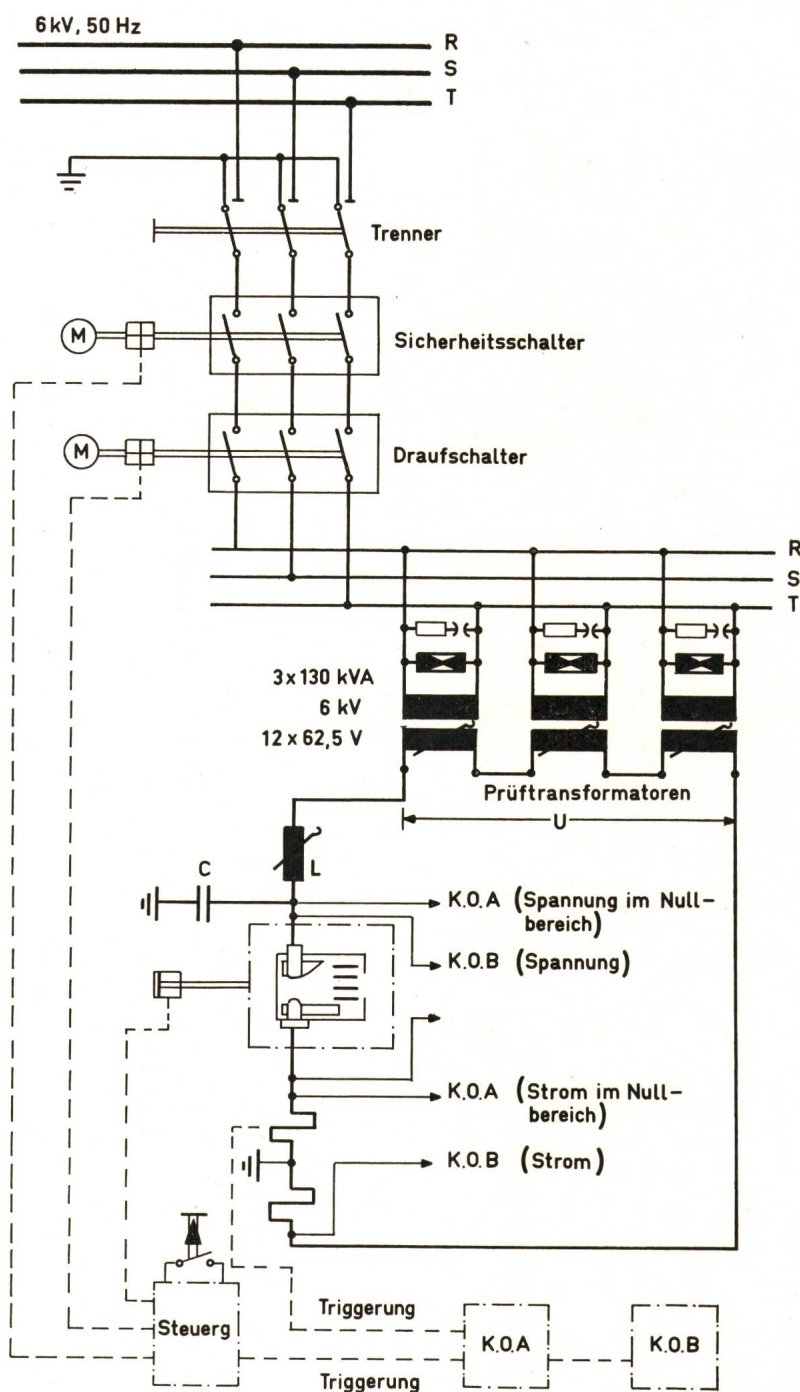 6 kV, 50 Hz
R
S
T
Trenner
M
Sicherheitsschalter
M
Draufschalter
R
S
T
3 x 130 kVA
6 kV
12 x 62,5 V
Prüftransformatoren
U
L
C
K.O.A (Spannung im Null-
bereich)
K.O.B (Spannung)
K.O.A (Strom im Null-
bereich)
K.O.B (Strom)
Steuerg
Triggerung
K.O.A
K.O.B
Triggerung